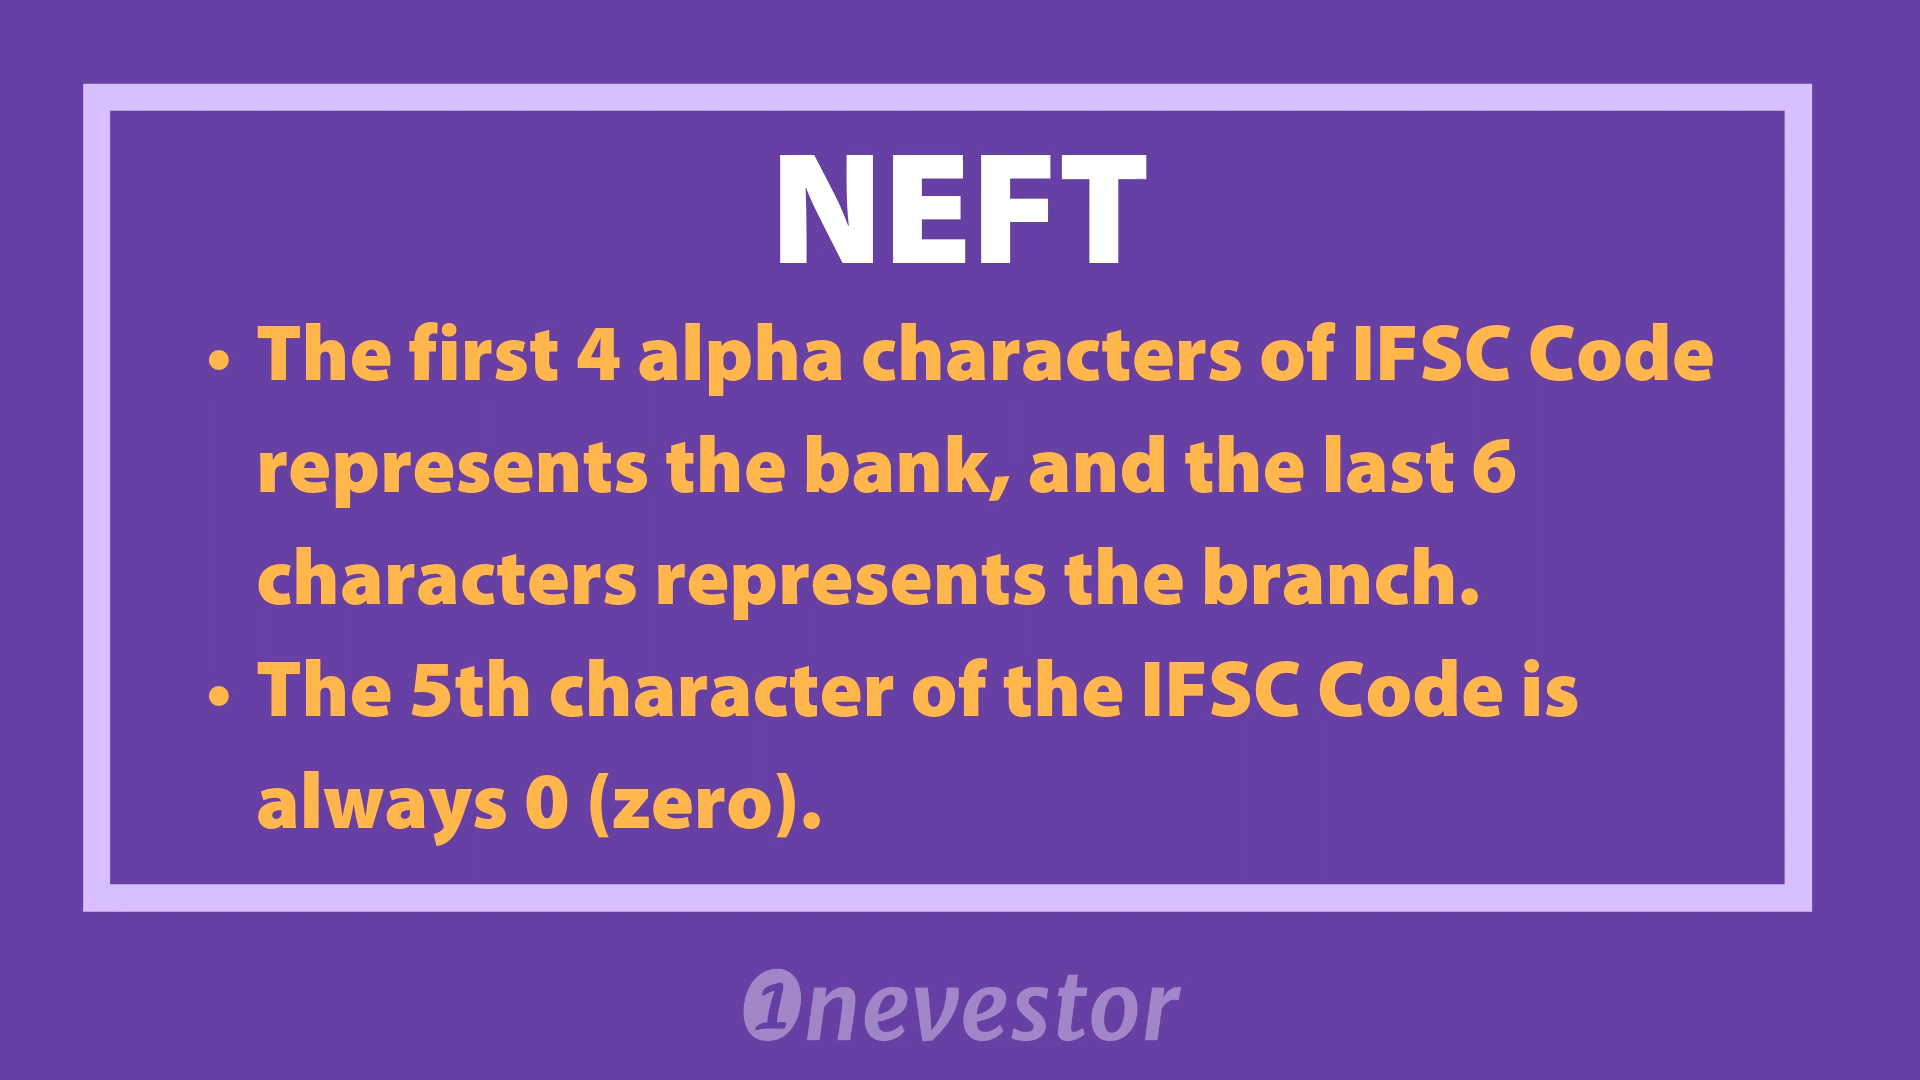 NEFT
• The first 4 alpha characters of IFSC Code
represents the bank, and the last 6
characters represents the branch.
• The 5th character of the IFSC Code is
always 0 (zero).
1nevestor